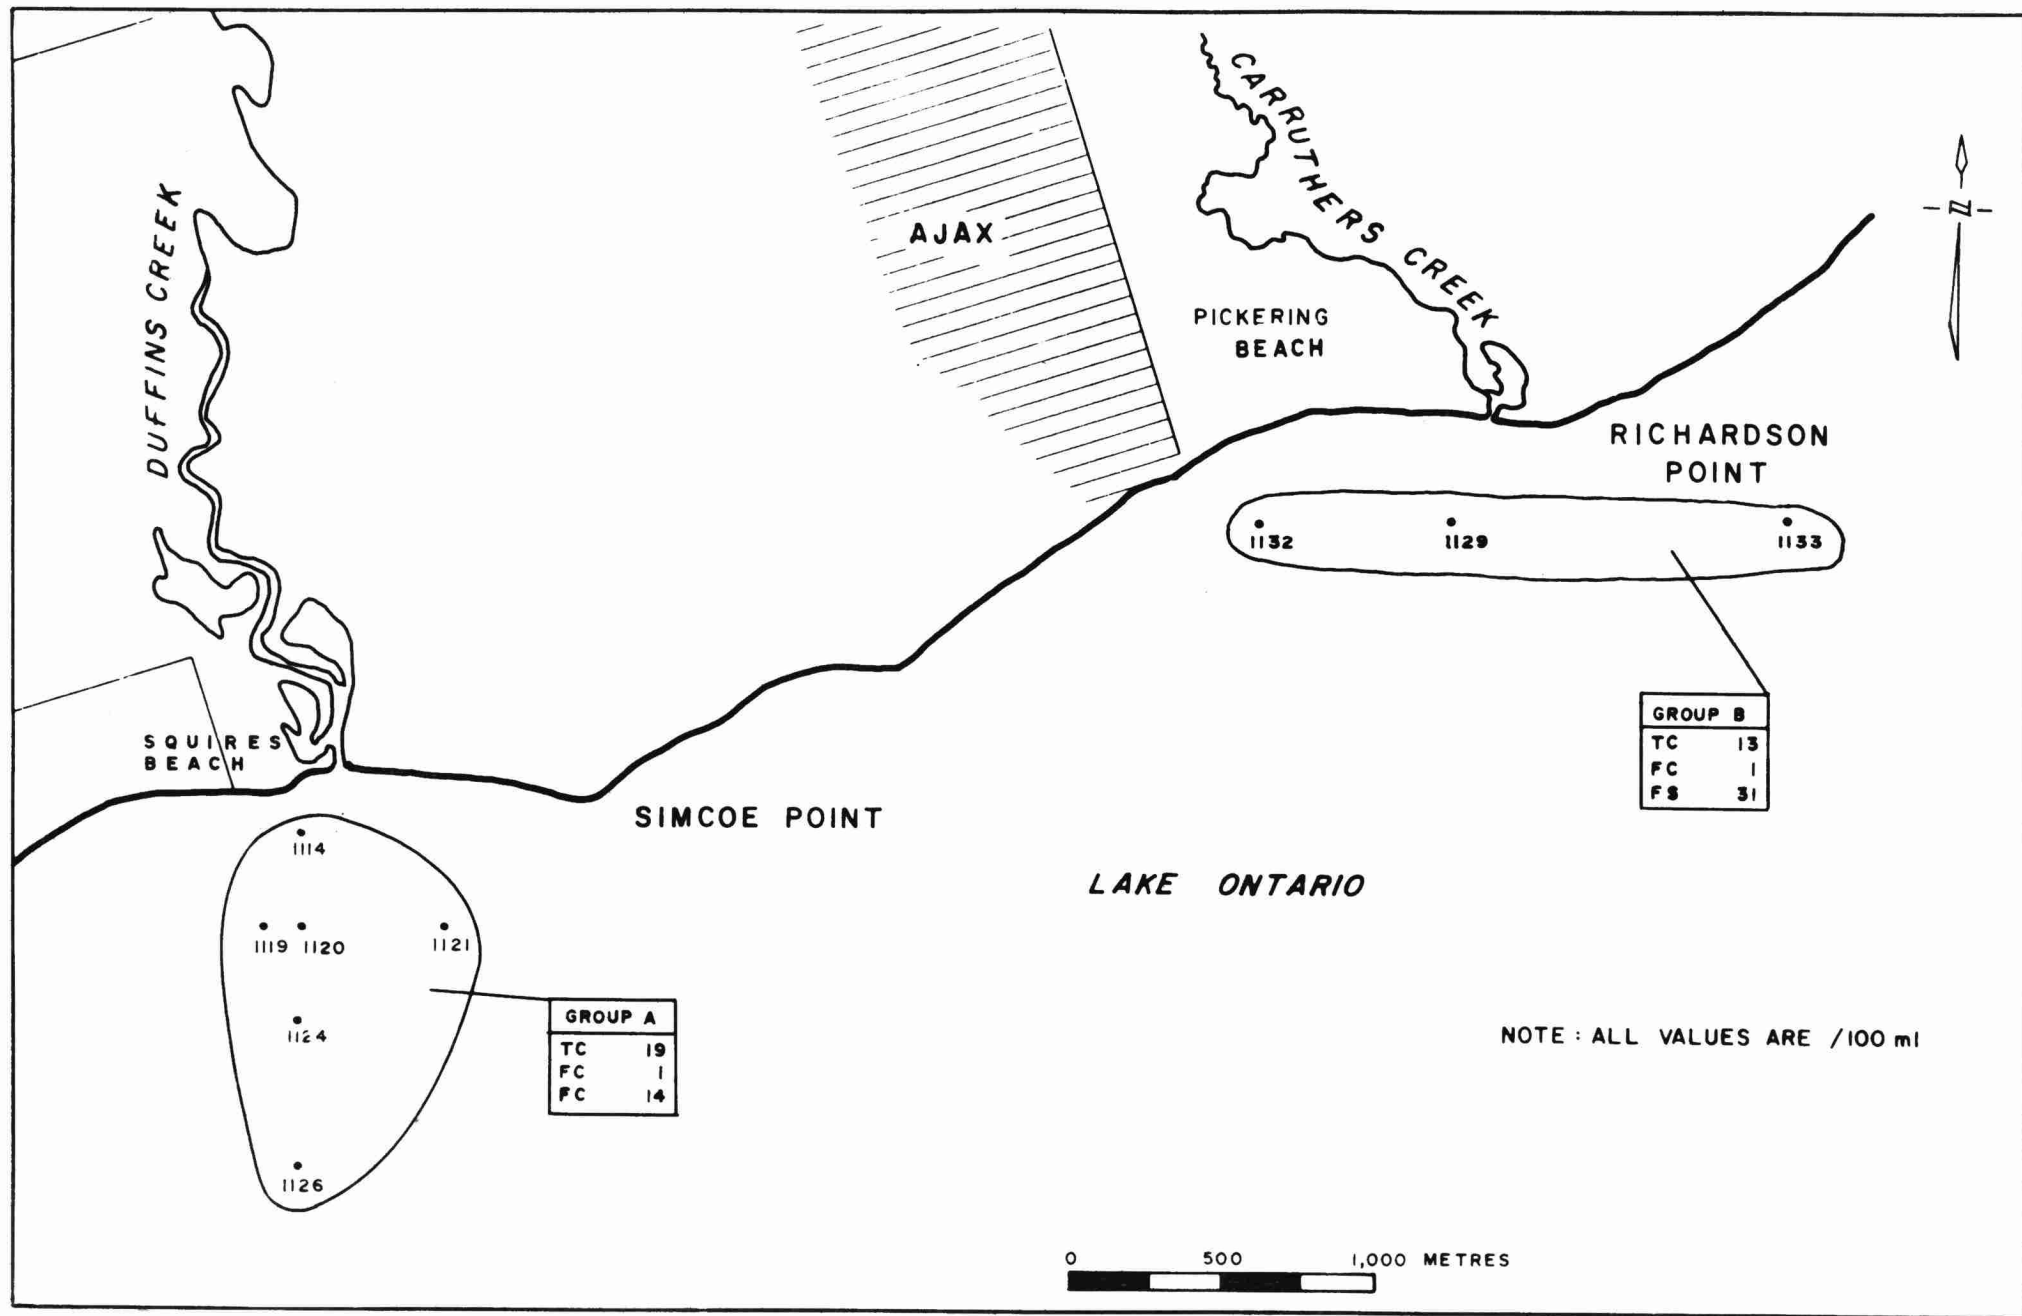 CARRUTHERS CREEK
DUFFINS CREEK
N
AJAX
PICKERING
BEACH
RICHARDSON
POINT
1132 1129 1133
GROUP B
TC 13
FC 1
FS 31
SQUIRES
BEACH
SIMCOE POINT
1114
LAKE ONTARIO
1119 1120 1121
GROUP A
TC 19
FC 1
FC 14
1124
NOTE : ALL VALUES ARE /100 ml
1126
0 500 1,000 METRES